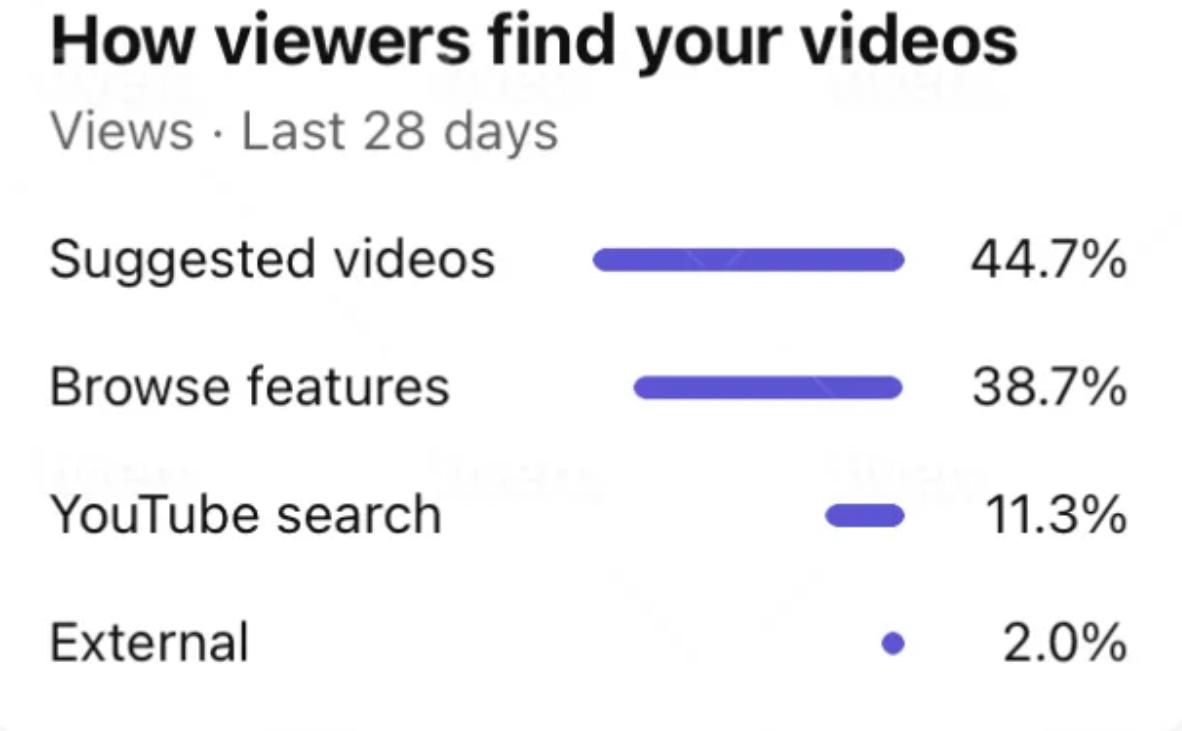 How viewers find your videos
Views · Last 28 days
Suggested videos 44.7%
Browse features 38.7%
YouTube search 11.3%
External 2.0%